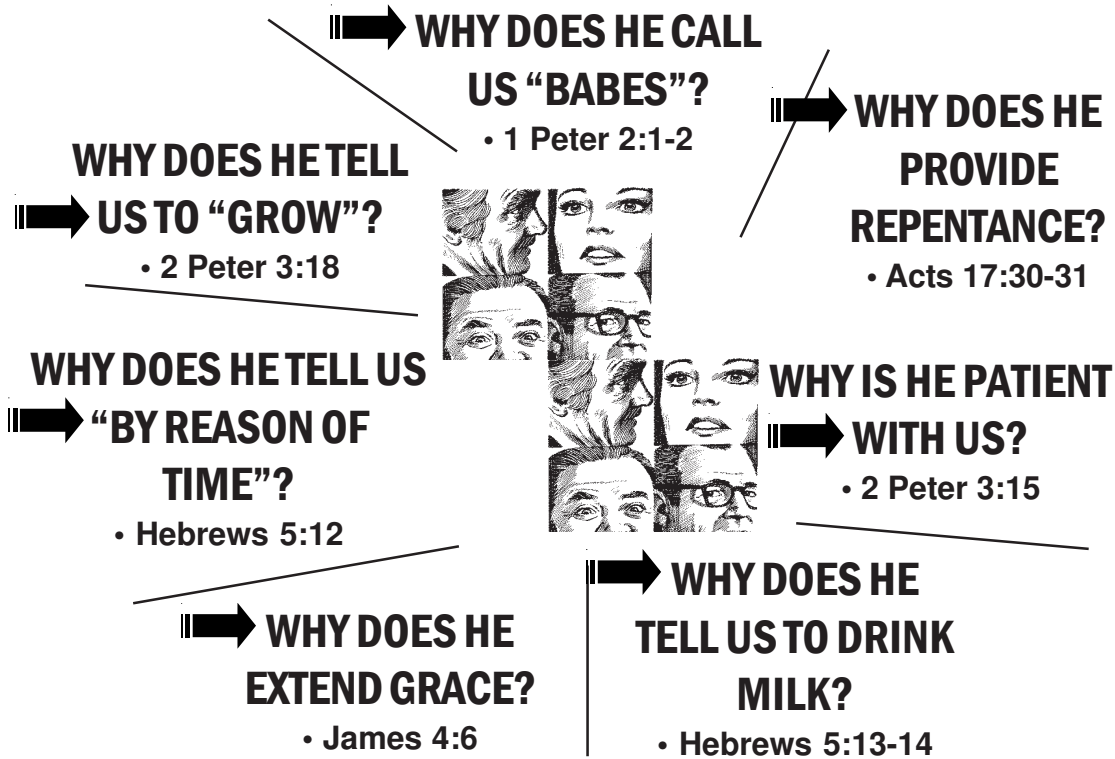 WHY DOES HE CALL
US “BABES”?
• 1 Peter 2:1-2
WHY DOES HE
PROVIDE
REPENTANCE?
• Acts 17:30-31
WHY IS HE PATIENT
WITH US?
• 2 Peter 3:15
WHY DOES HE
TELL US TO DRINK
MILK?
• Hebrews 5:13-14
WHY DOES HE
EXTEND GRACE?
• James 4:6
WHY DOES HE TELL US
“BY REASON OF
TIME”?
• Hebrews 5:12
WHY DOES HE TELL
US TO “GROW”?
• 2 Peter 3:18